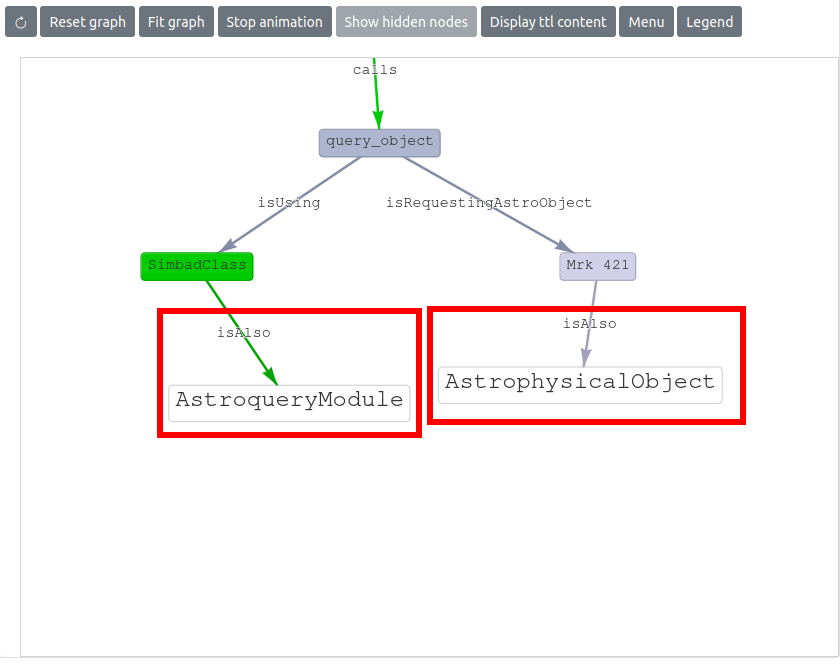 Reset graph Fit graph Stop animation Show hidden nodes Display ttl content Menu Legend
calls
query_object
isUsing isRequestingAstroObject
SimbadClass Mrk 421
isAlso
isAlso
AstrophysicalObject
AstroqueryModule